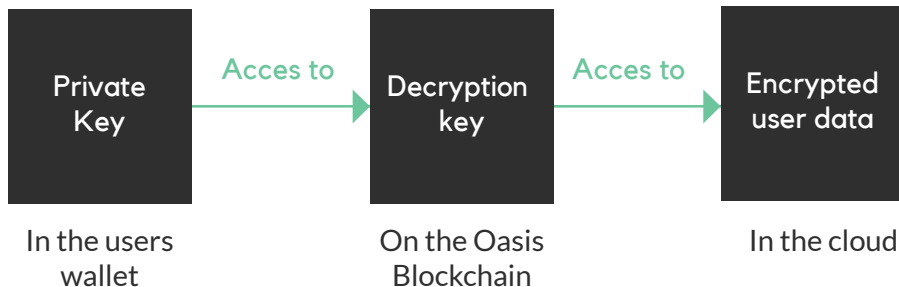 Private
Key
Acces to
Decryption
key
Acces to
Encrypted
user data
In the users
wallet
On the Oasis
Blockchain
In the cloud